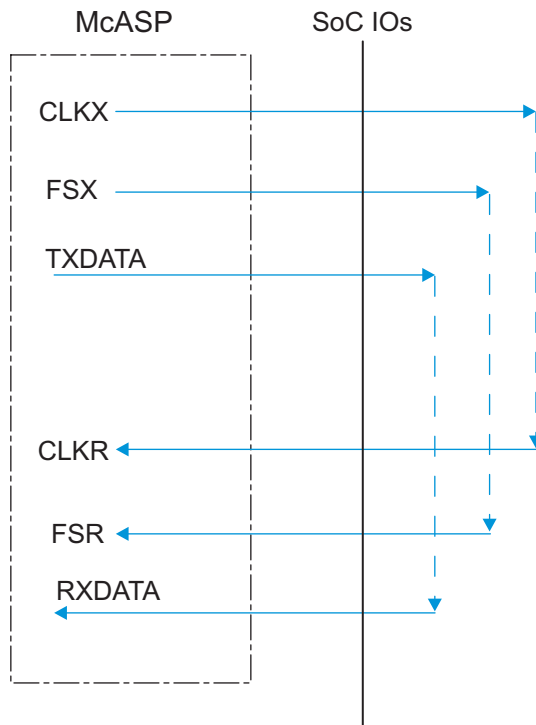 McASP
SoC IOs
CLKX
FSX
TXDATA
CLKR
FSR
RXDATA